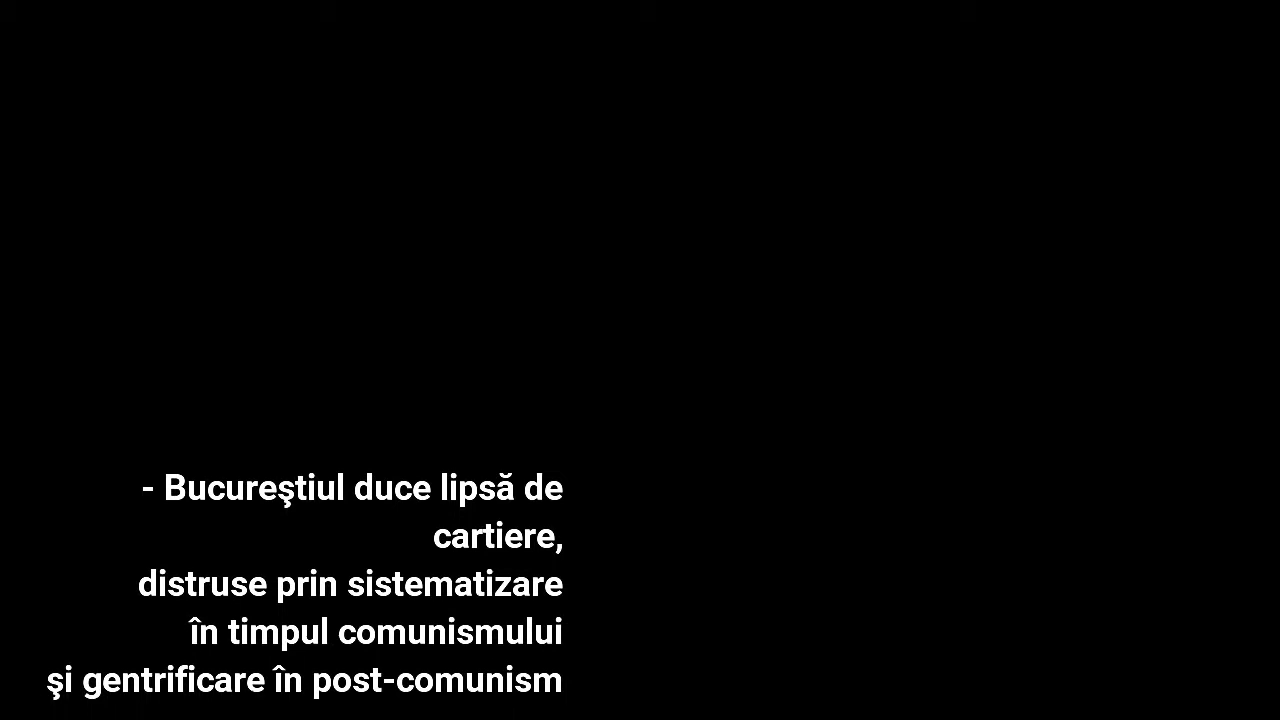 - Bucureştiul duce lipsă de
cartiere,
distruse prin sistematizare
în timpul comunismului
şi gentrificare în post-comunism